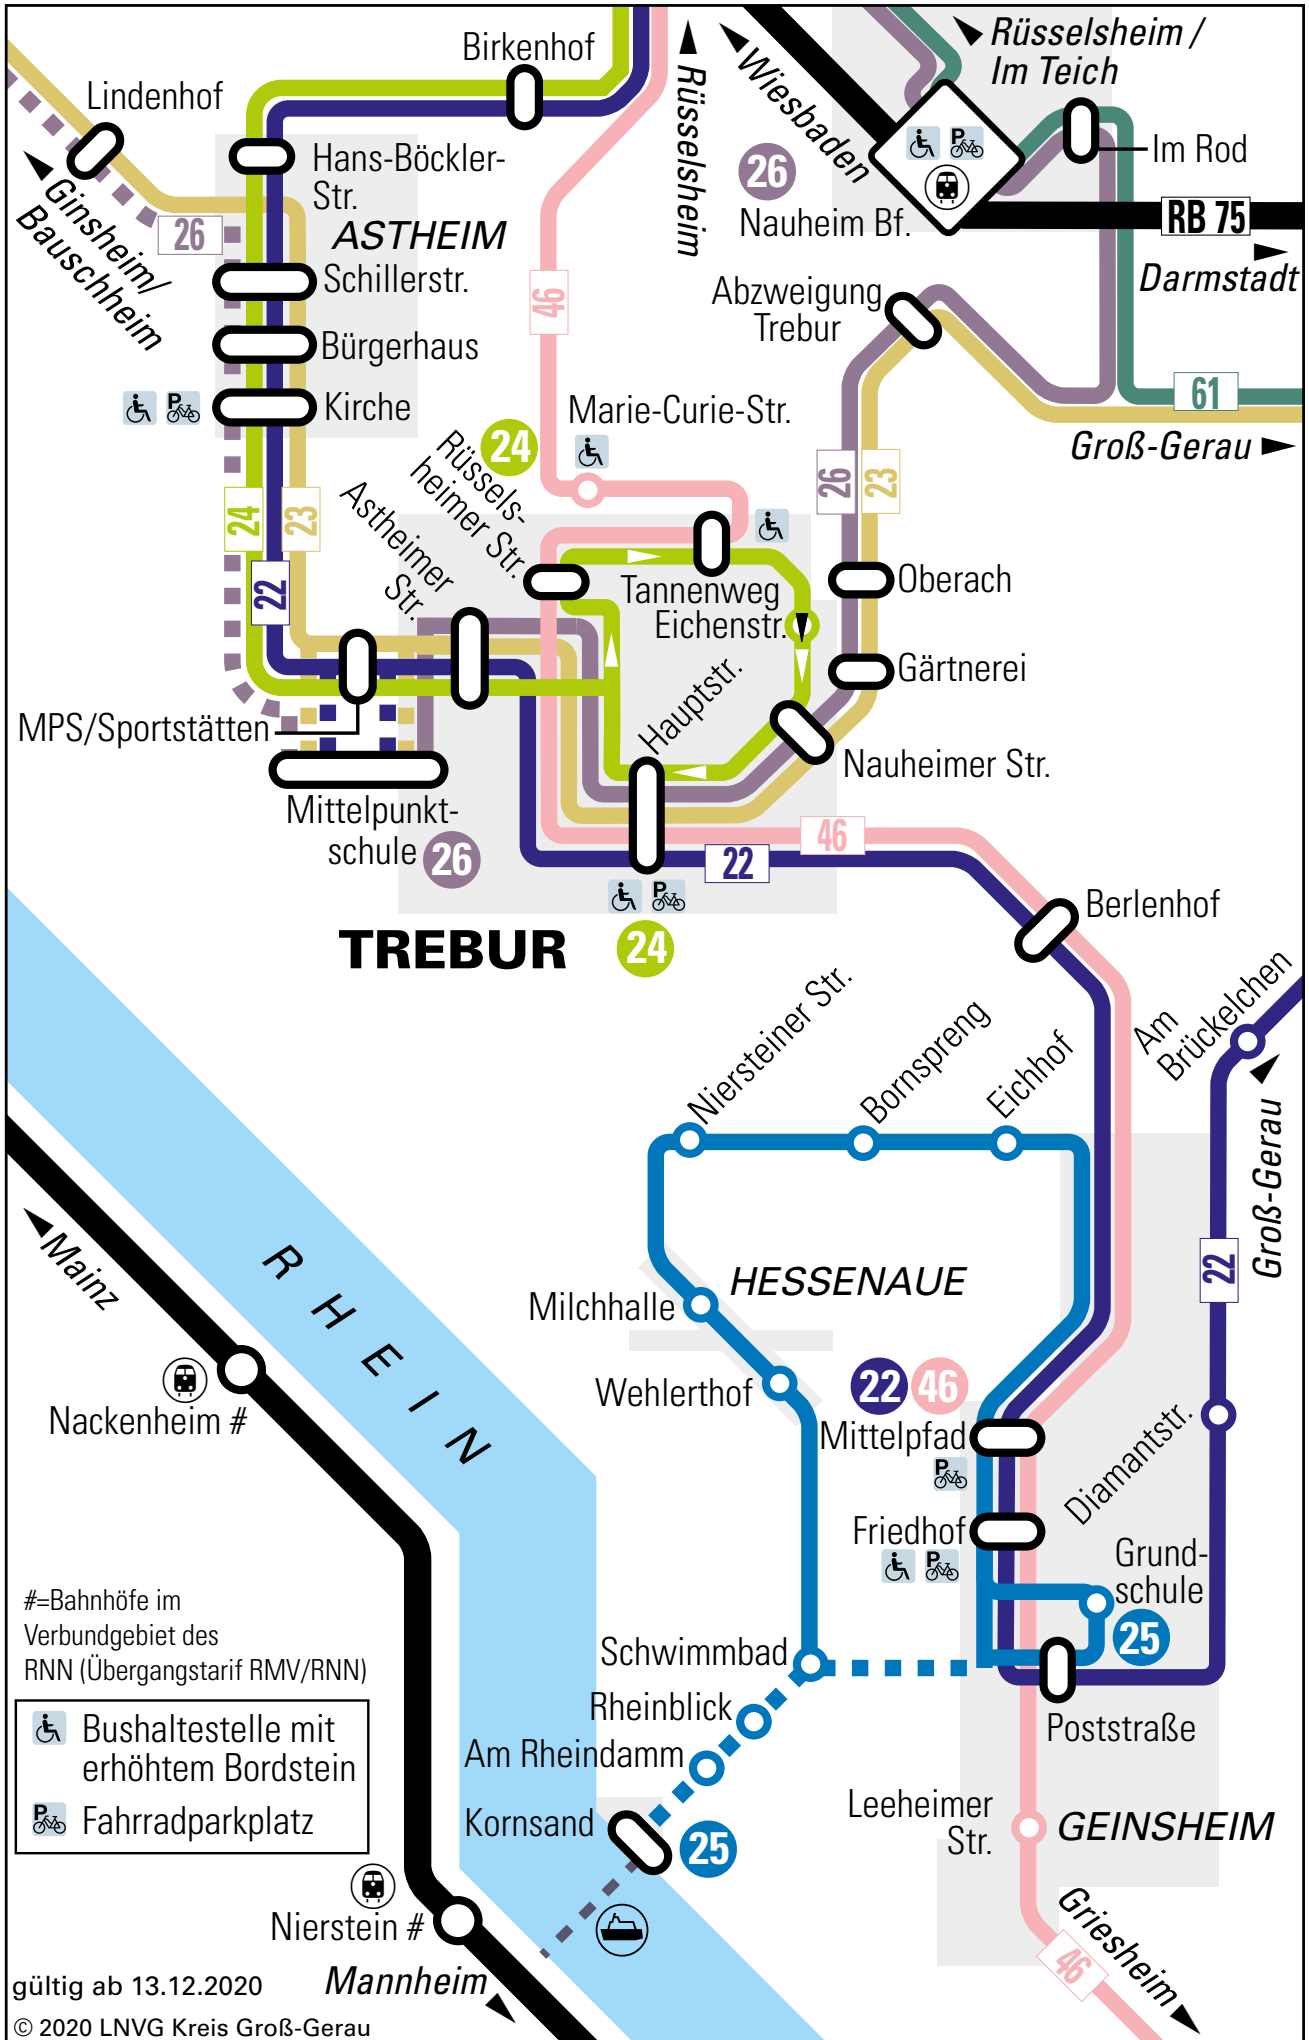 Birkenhof
Rüsselsheim /
Im Teich
Lindenhof
Rüsselsheim
Wiesbaden
P
Im Rod
Hans-Böckler-
Str.
26
Nauheim Bf.
RB 75
Darmstadt
Ginsheim/
Bauschheim
26
ASTHEIM
Schillerstr.
46
Abzweigung
Trebur
Bürgerhaus
P
Kirche
61
Groß-Gerau
Marie-Curie-Str.
24
Rüssels-
heimer Str.
Astheimer
Str.
26
23
24
23
22
Tannenweg
Eichenstr.
Oberach
Gärtnerei
Hauptstr.
MPS/Sportstätten
Nauheimer Str.
Mittelpunkt-
schule
26
46
22
P
24
TREBUR
Berlenhof
Niersteiner Str.
Bornspreng
Eichhof
Am
Brückelchen
Groß-Gerau
22
Mainz
RHEIN
HESSENAUE
Milchhalle
Wehlerthof
22
46
Mittelpfad
P
Nackenheim #
Diamantstr.
Friedhof
P
Grund-
schule
25
#=Bahnhöfe im
Verbundgebiet des
RNN (Übergangstarif RMV/RNN)
Schwimmbad
Rheinblick
Am Rheindamm
Kornsand
25
Poststraße
Leeheimer
Str.
GEINSHEIM
Bushaltestelle mit
erhöhtem Bordstein
P
Fahrradparkplatz
Nierstein #
Griesheim
46
Mannheim
gültig ab 13.12.2020
© 2020 LNVG Kreis Groß-Gerau